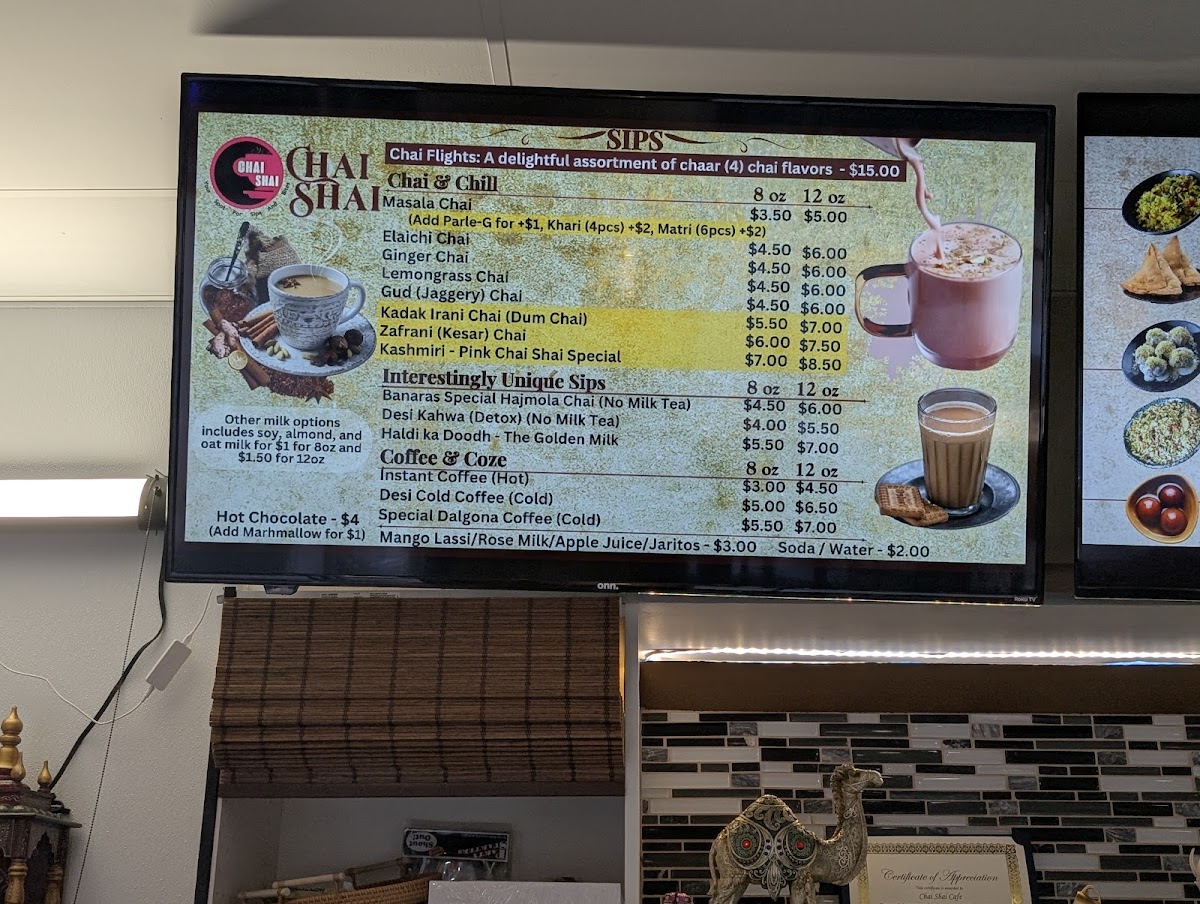 SIPS
CHAI SHAI
CHAI
SHAI
Chai Flights: A delightful assortment of chaar (4) chai flavors - $15.00
Chai & Chill 8 oz 12 oz
Masala Chai $3.50 $5.00
(Add Parle-G for +$1, Khari (4pcs) +$2, Matri (6pcs) +$2)
Elaichi Chai $4.50 $6.00
Ginger Chai $4.50 $6.00
Lemongrass Chai $4.50 $6.00
Gud (Jaggery) Chai $4.50 $6.00
Kadak Irani Chai (Dum Chai) $5.50 $7.00
Zafrani (Kesar) Chai $6.00 $7.50
Kashmiri - Pink Chai Shai Special $7.00 $8.50
Interestingly Unique Sips 8 oz 12 oz
Banaras Special Hajmola Chai (No Milk Tea) $4.50 $6.00
Desi Kahwa (Detox) (No Milk Tea) $4.00 $5.50
Haldi ka Doodh - The Golden Milk $5.50 $7.00
Coffee & Coze 8 oz 12 oz
Instant Coffee (Hot) $3.00 $4.50
Desi Cold Coffee (Cold) $5.00 $6.50
Special Dalgona Coffee (Cold) $5.50 $7.00
Mango Lassi/Rose Milk/Apple Juice/Jaritos - $3.00 Soda / Water - $2.00
Other milk options
includes soy, almond, and
oat milk for $1 for 8oz and
$1.50 for 12oz
Hot Chocolate - $4
(Add Marhmallow for $1)
onn.
Roku TV
Certificate of Appreciation
This certificate is awarded to
Chai Shai Cafe